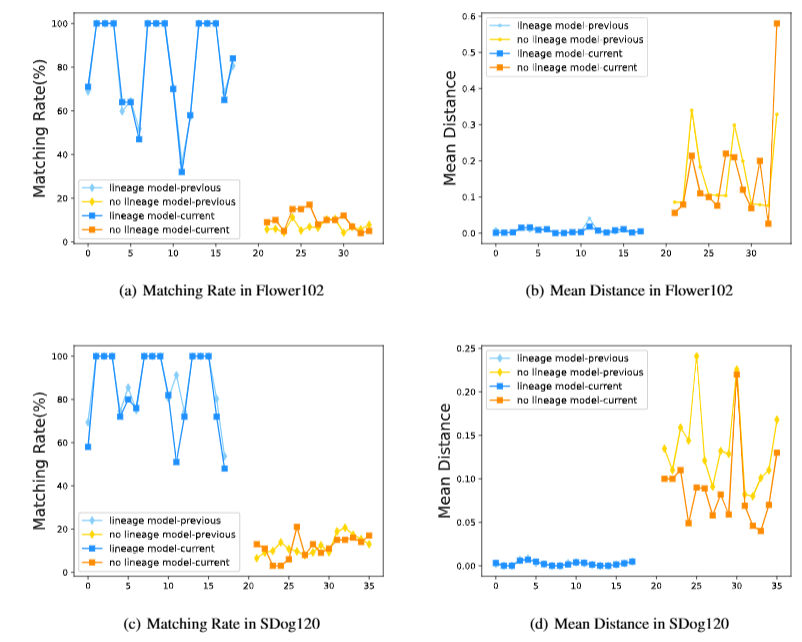 Matching Rate(%)
100
80
60
40
20
0
lineage model-previous
no lineage model-previous
lineage model-current
no lineage model-current
0 5 10 15 20 25 30
(a) Matching Rate in Flower102
Mean Distance
0.6
0.5
0.4
0.3
0.2
0.1
0.0
lineage model-previous
no lineage model-previous
lineage model-current
no lineage model-current
0 5 10 15 20 25 30
(b) Mean Distance in Flower102
Matching Rate(%)
100
80
60
40
20
0
lineage model-previous
no lineage model-previous
lineage model-current
no lineage model-current
0 5 10 15 20 25 30 35
(c) Matching Rate in SDog120
Mean Distance
0.25
0.20
0.15
0.10
0.05
0.00
lineage model-previous
no lineage model-previous
lineage model-current
no lineage model-current
0 5 10 15 20 25 30 35
(d) Mean Distance in SDog120